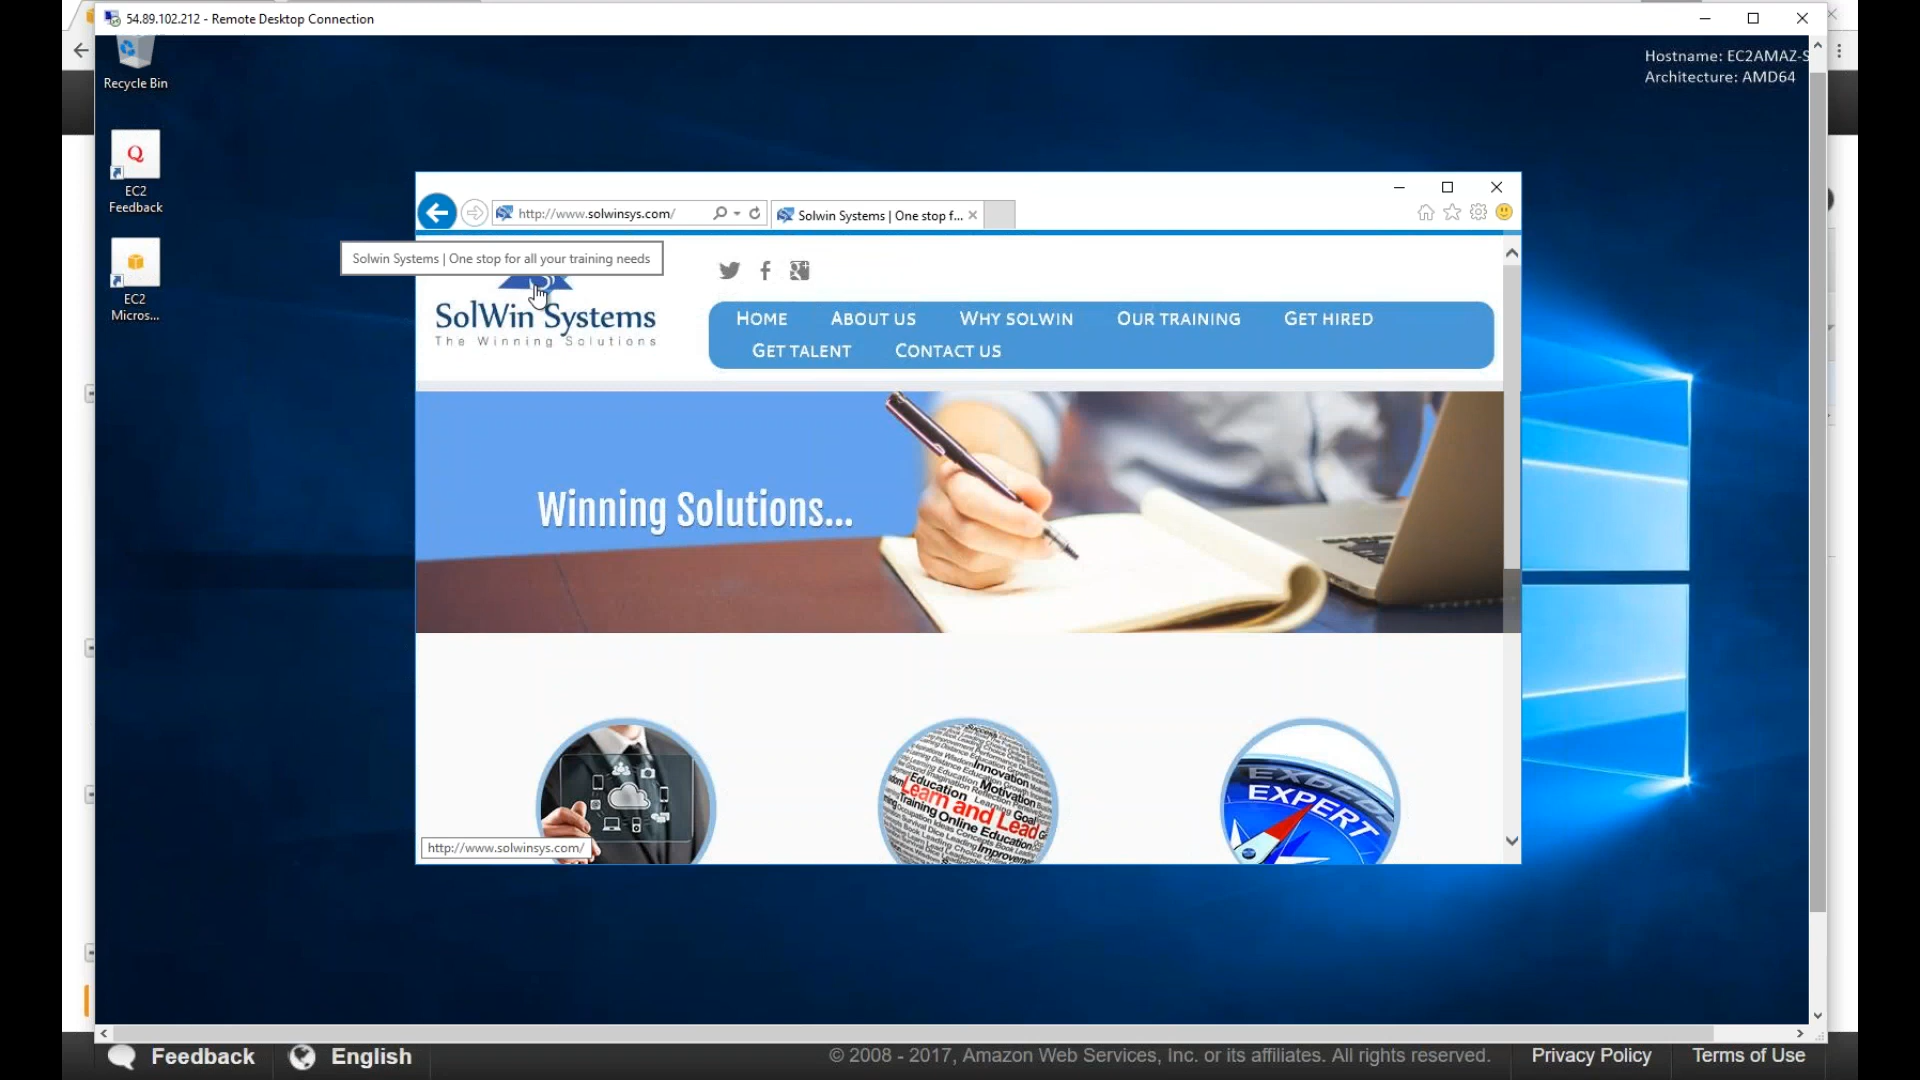 54.89.102.212 - Remote Desktop Connection
Hostname: EC2AMAZ-S
Architecture: AMD64
Recycle Bin
Q
EC2
Feedback
EC2
Micros...
http://www.solwinsys.com/
Solwin Systems | One stop f...
Solwin Systems | One stop for all your training needs
SolWin Systems
The Winning Solutions
HOME
ABOUT US
WHY SOLWIN
OUR TRAINING
GET HIRED
GET TALENT
CONTACT US
Winning Solutions...
Innovation
Motivation
Education
Learn and Lead
Training Online Education
EXPERT
http://www.solwinsys.com/
Feedback
English
© 2008 - 2017, Amazon Web Services, Inc. or its affiliates. All rights reserved.
Privacy Policy
Terms of Use